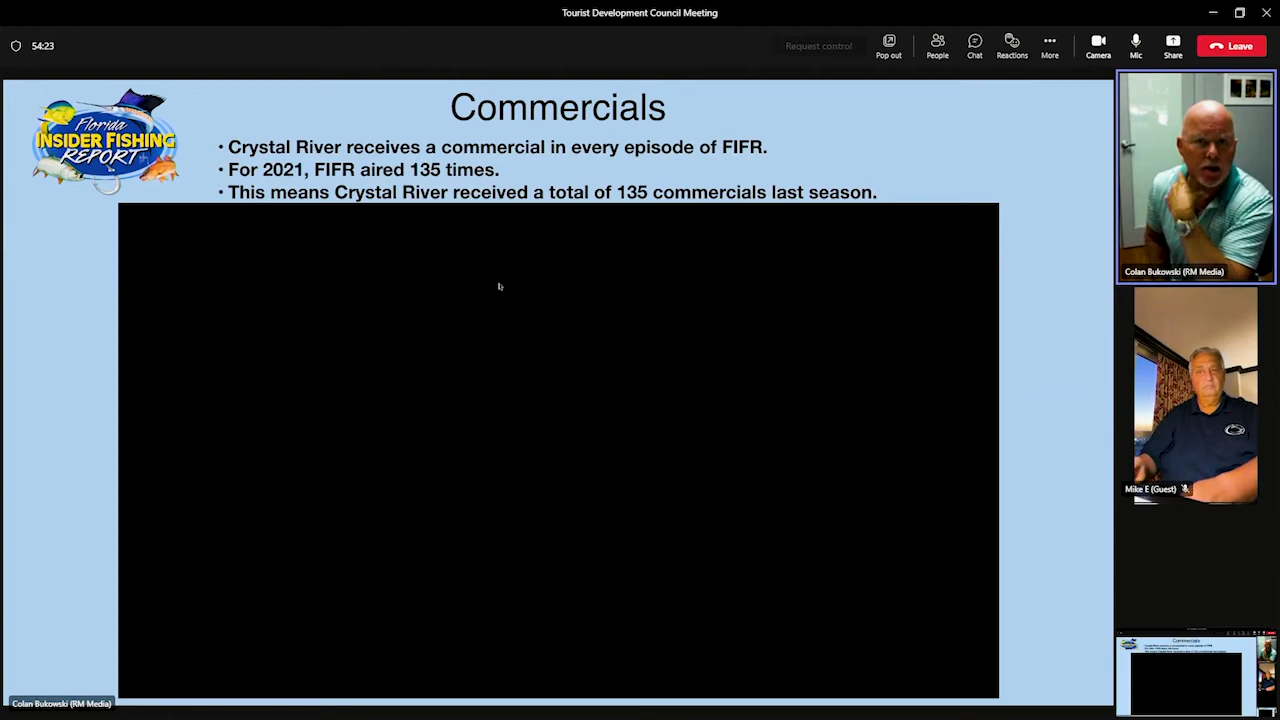 Tourist Development Council Meeting
54:23
Request control
Pop out
People
Chat
Reactions
More
Camera
Mic
Share
Leave
Florida
INSIDER FISHING
REPORT
Commercials
• Crystal River receives a commercial in every episode of FIFR.
• For 2021, FIFR aired 135 times.
• This means Crystal River received a total of 135 commercials last season.
Colan Bukowski (RM Media)
Mike E (Guest)
Colan Bukowski (RM Media)
Commercials